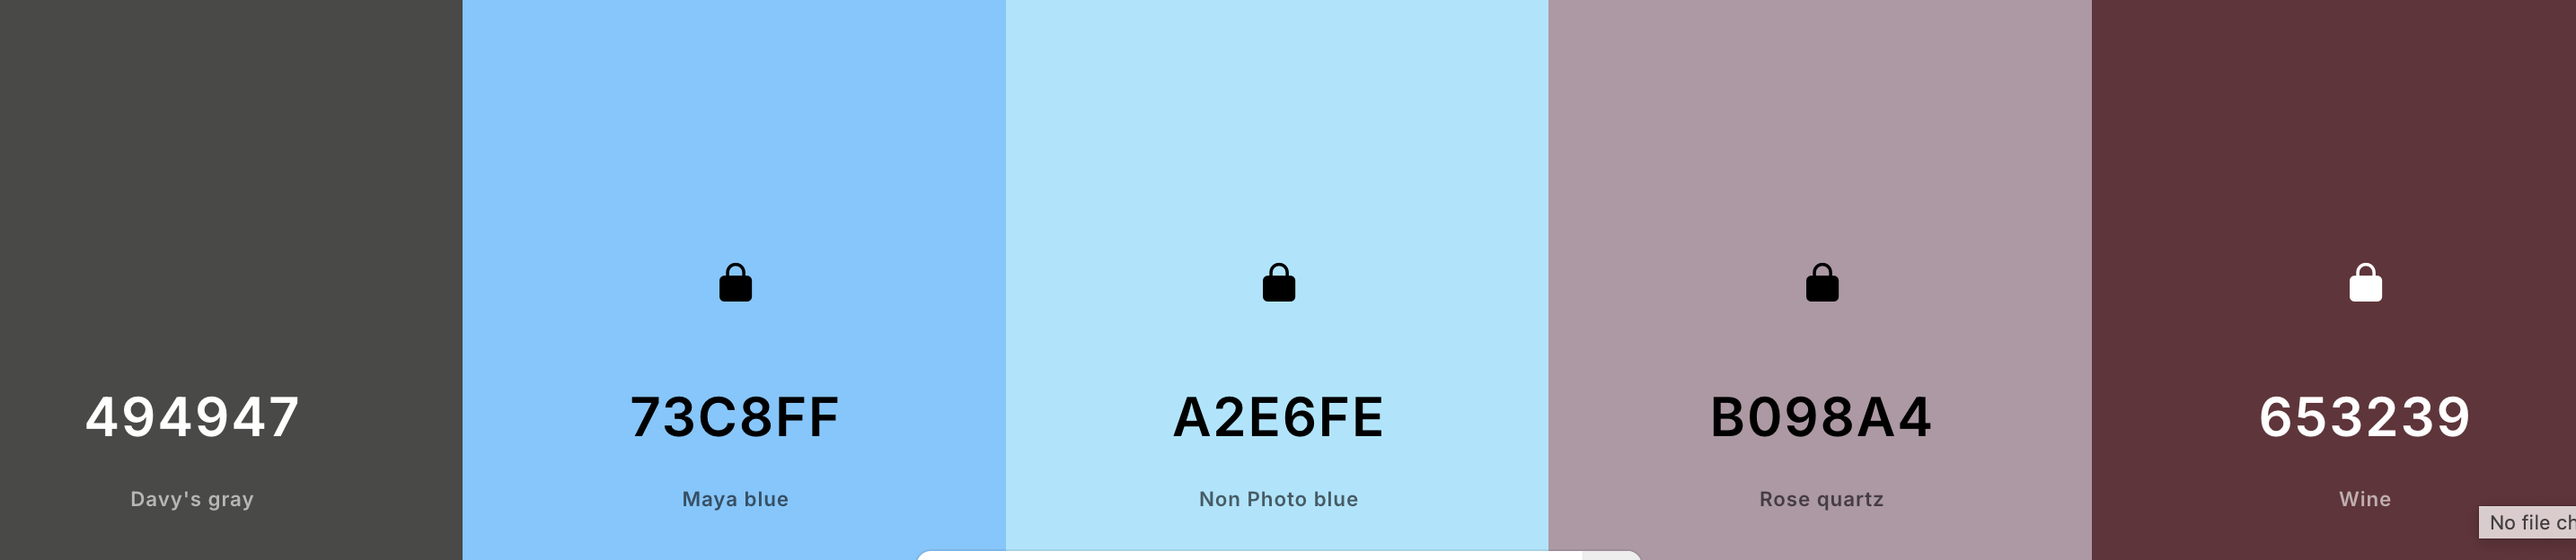 494947
Davy's gray
73C8FF
Maya blue
A2E6FE
Non Photo blue
B098A4
Rose quartz
653239
Wine
No file ch